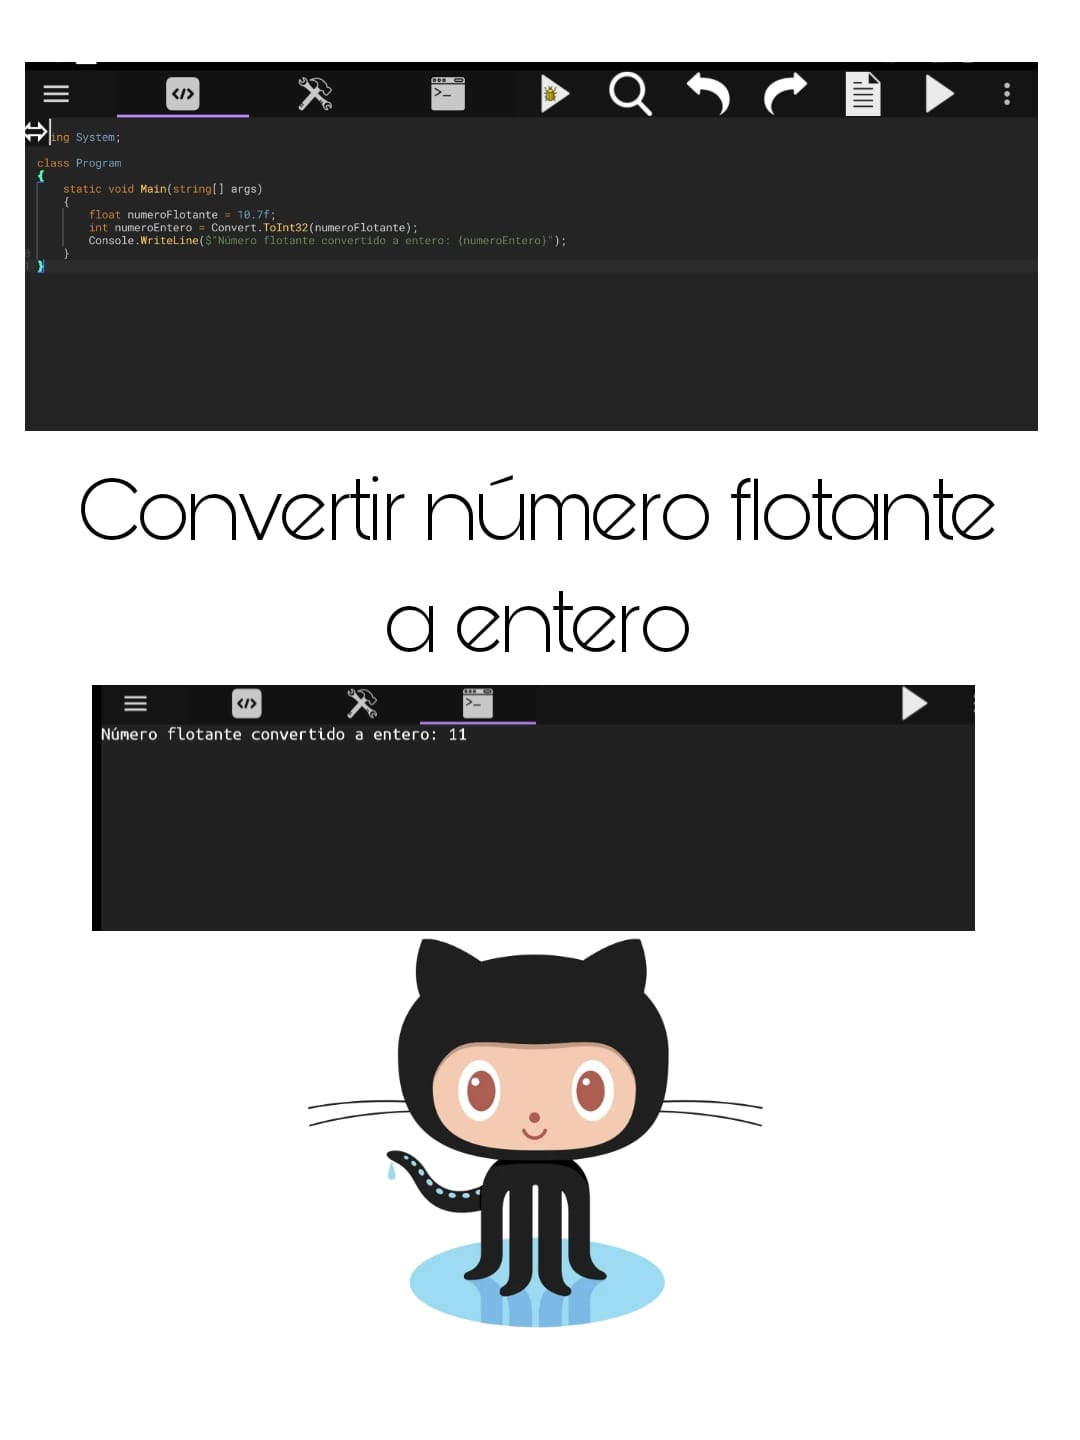 ing System;
class Program
{
static void Main(string[] args)
{
float numeroFlotante = 10.7f;
int numeroEntero = Convert.ToInt32(numeroFlotante);
Console.WriteLine($"Número flotante convertido a entero: {numeroEntero}");
}
}
Convertir número flotante
a entero
Número flotante convertido a entero: 11